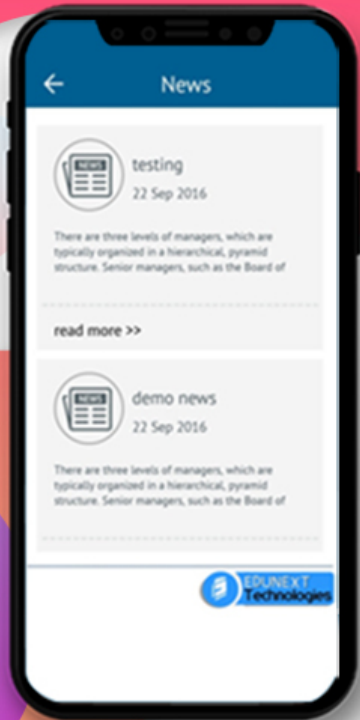 News
NEWS
testing
22 Sep 2016
There are three levels of managers, which are
typically organized in a hierarchical, pyramid
structure. Senior managers, such as the Board of
read more >>
NEWS
demo news
22 Sep 2016
There are three levels of managers, which are
typically organized in a hierarchical, pyramid
structure. Senior managers, such as the Board of
EDUNEXT
Technologies